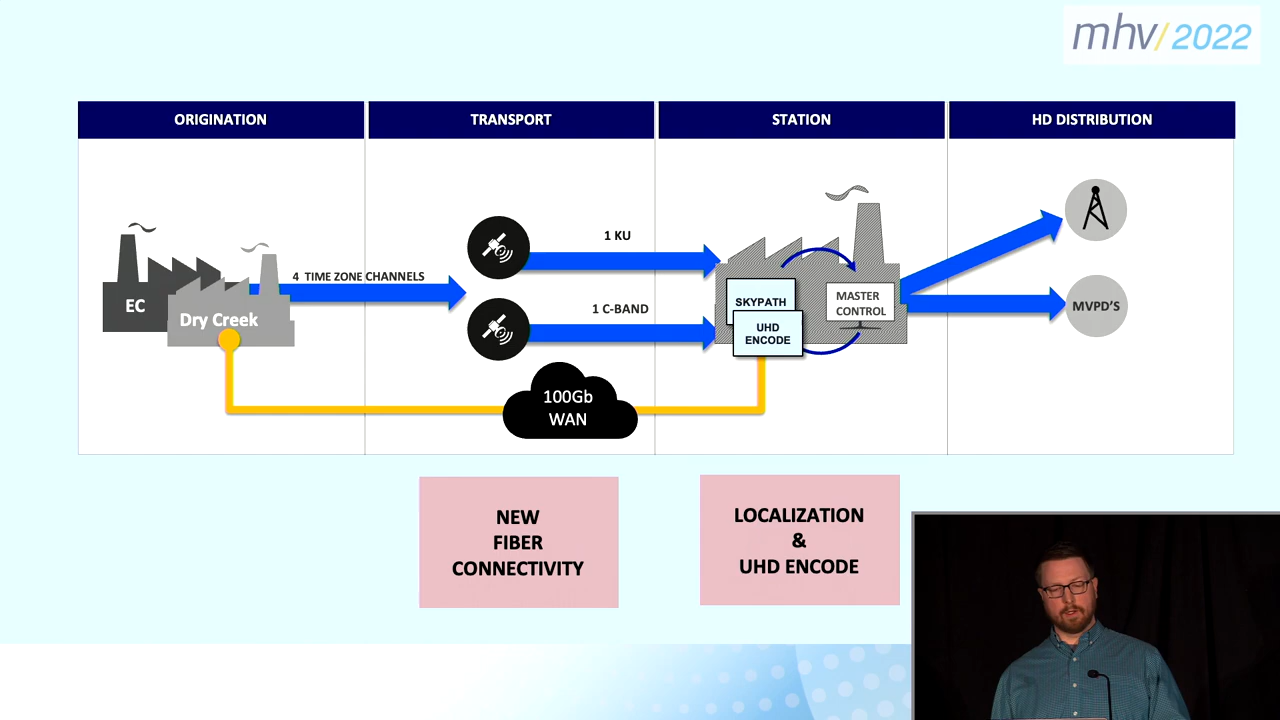 mhv/2022
ORIGINATION
TRANSPORT
STATION
HD DISTRIBUTION
EC
Dry Creek
4 TIME ZONE CHANNELS
1 KU
1 C-BAND
100Gb
WAN
SKYPATH
UHD
ENCODE
MASTER
CONTROL
MVPD'S
NEW
FIBER
CONNECTIVITY
LOCALIZATION
&
UHD ENCODE